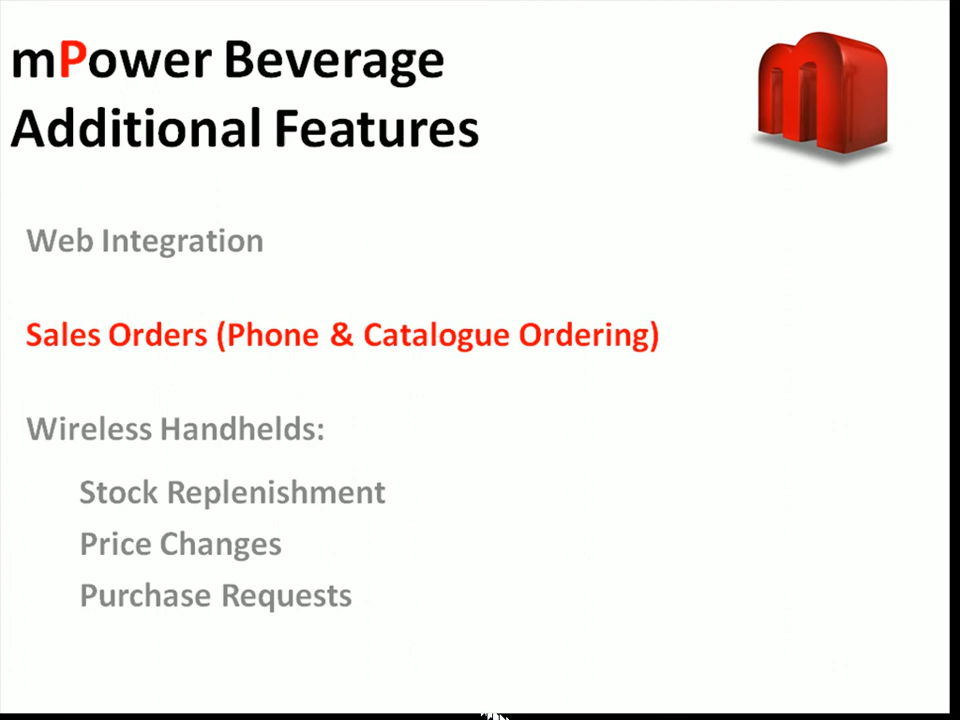 mPower Beverage
Additional Features
m
Web Integration
Sales Orders (Phone & Catalogue Ordering)
Wireless Handhelds:
Stock Replenishment
Price Changes
Purchase Requests